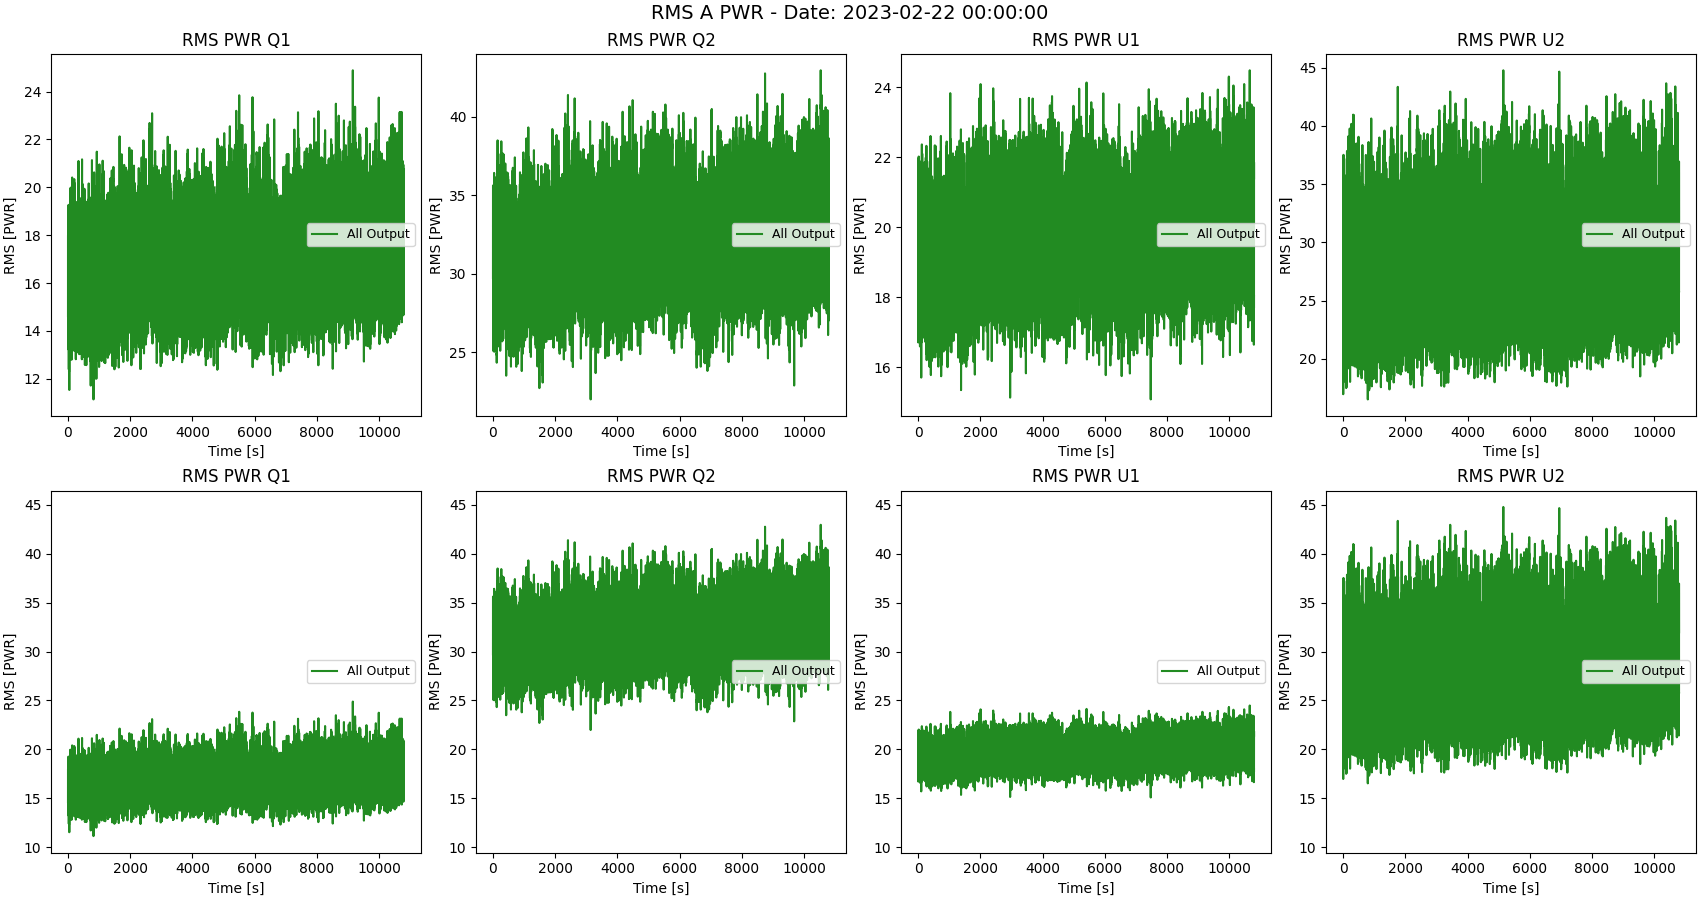 RMS A PWR - Date: 2023-02-22 00:00:00
RMS PWR Q1
RMS [PWR]
24
22
20
18
16
14
12
0 2000 4000 6000 8000 10000
Time [s]
All Output
RMS PWR Q2
RMS [PWR]
40
35
30
25
0 2000 4000 6000 8000 10000
Time [s]
All Output
RMS PWR U1
RMS [PWR]
24
22
20
18
16
0 2000 4000 6000 8000 10000
Time [s]
All Output
RMS PWR U2
RMS [PWR]
45
40
35
30
25
20
0 2000 4000 6000 8000 10000
Time [s]
All Output
RMS PWR Q1
RMS [PWR]
45
40
35
30
25
20
15
10
0 2000 4000 6000 8000 10000
Time [s]
All Output
RMS PWR Q2
RMS [PWR]
45
40
35
30
25
20
15
10
0 2000 4000 6000 8000 10000
Time [s]
All Output
RMS PWR U1
RMS [PWR]
45
40
35
30
25
20
15
10
0 2000 4000 6000 8000 10000
Time [s]
All Output
RMS PWR U2
RMS [PWR]
45
40
35
30
25
20
15
10
0 2000 4000 6000 8000 10000
Time [s]
All Output